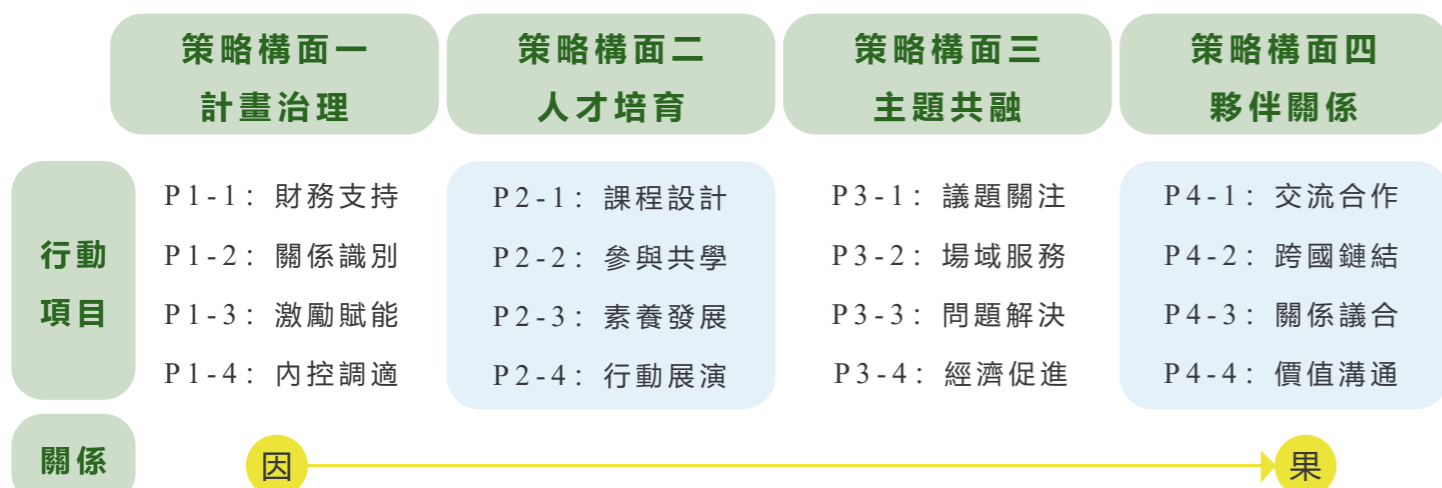 策略構面一
計畫治理
策略構面二
人才培育
策略構面三
主題共融
策略構面四
夥伴關係
行動
項目
P1-1：財務支持
P1-2：關係識別
P1-3：激勵賦能
P1-4：內控調適
P2-1：課程設計
P2-2：參與共學
P2-3：素養發展
P2-4：行動展演
P3-1：議題關注
P3-2：場域服務
P3-3：問題解決
P3-4：經濟促進
P4-1：交流合作
P4-2：跨國鏈結
P4-3：關係議合
P4-4：價值溝通
關係
因
果